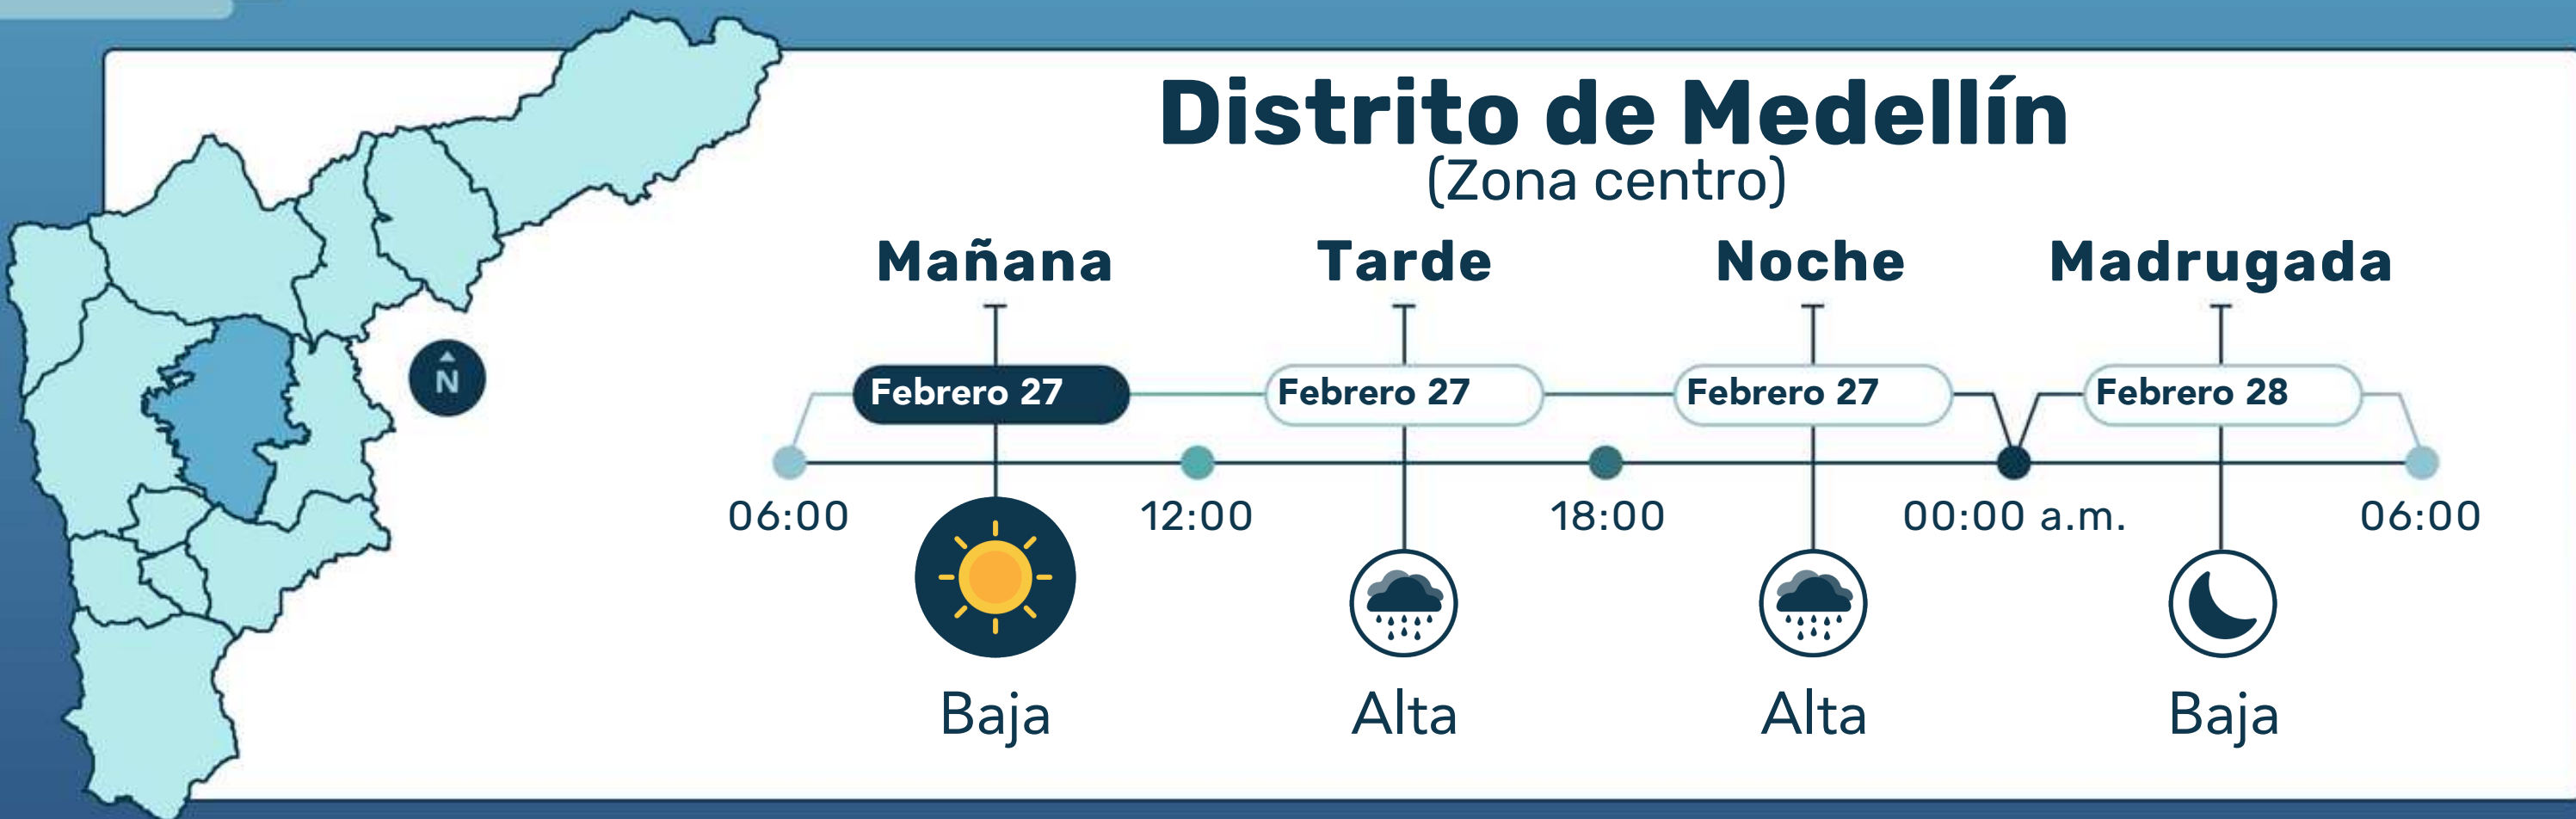 Distrito de Medellín
(Zona centro)
Mañana Tarde Noche Madrugada
Febrero 27 Febrero 27 Febrero 27 Febrero 28
N
06:00 12:00 18:00 00:00 a.m. 06:00
Baja Alta Alta Baja